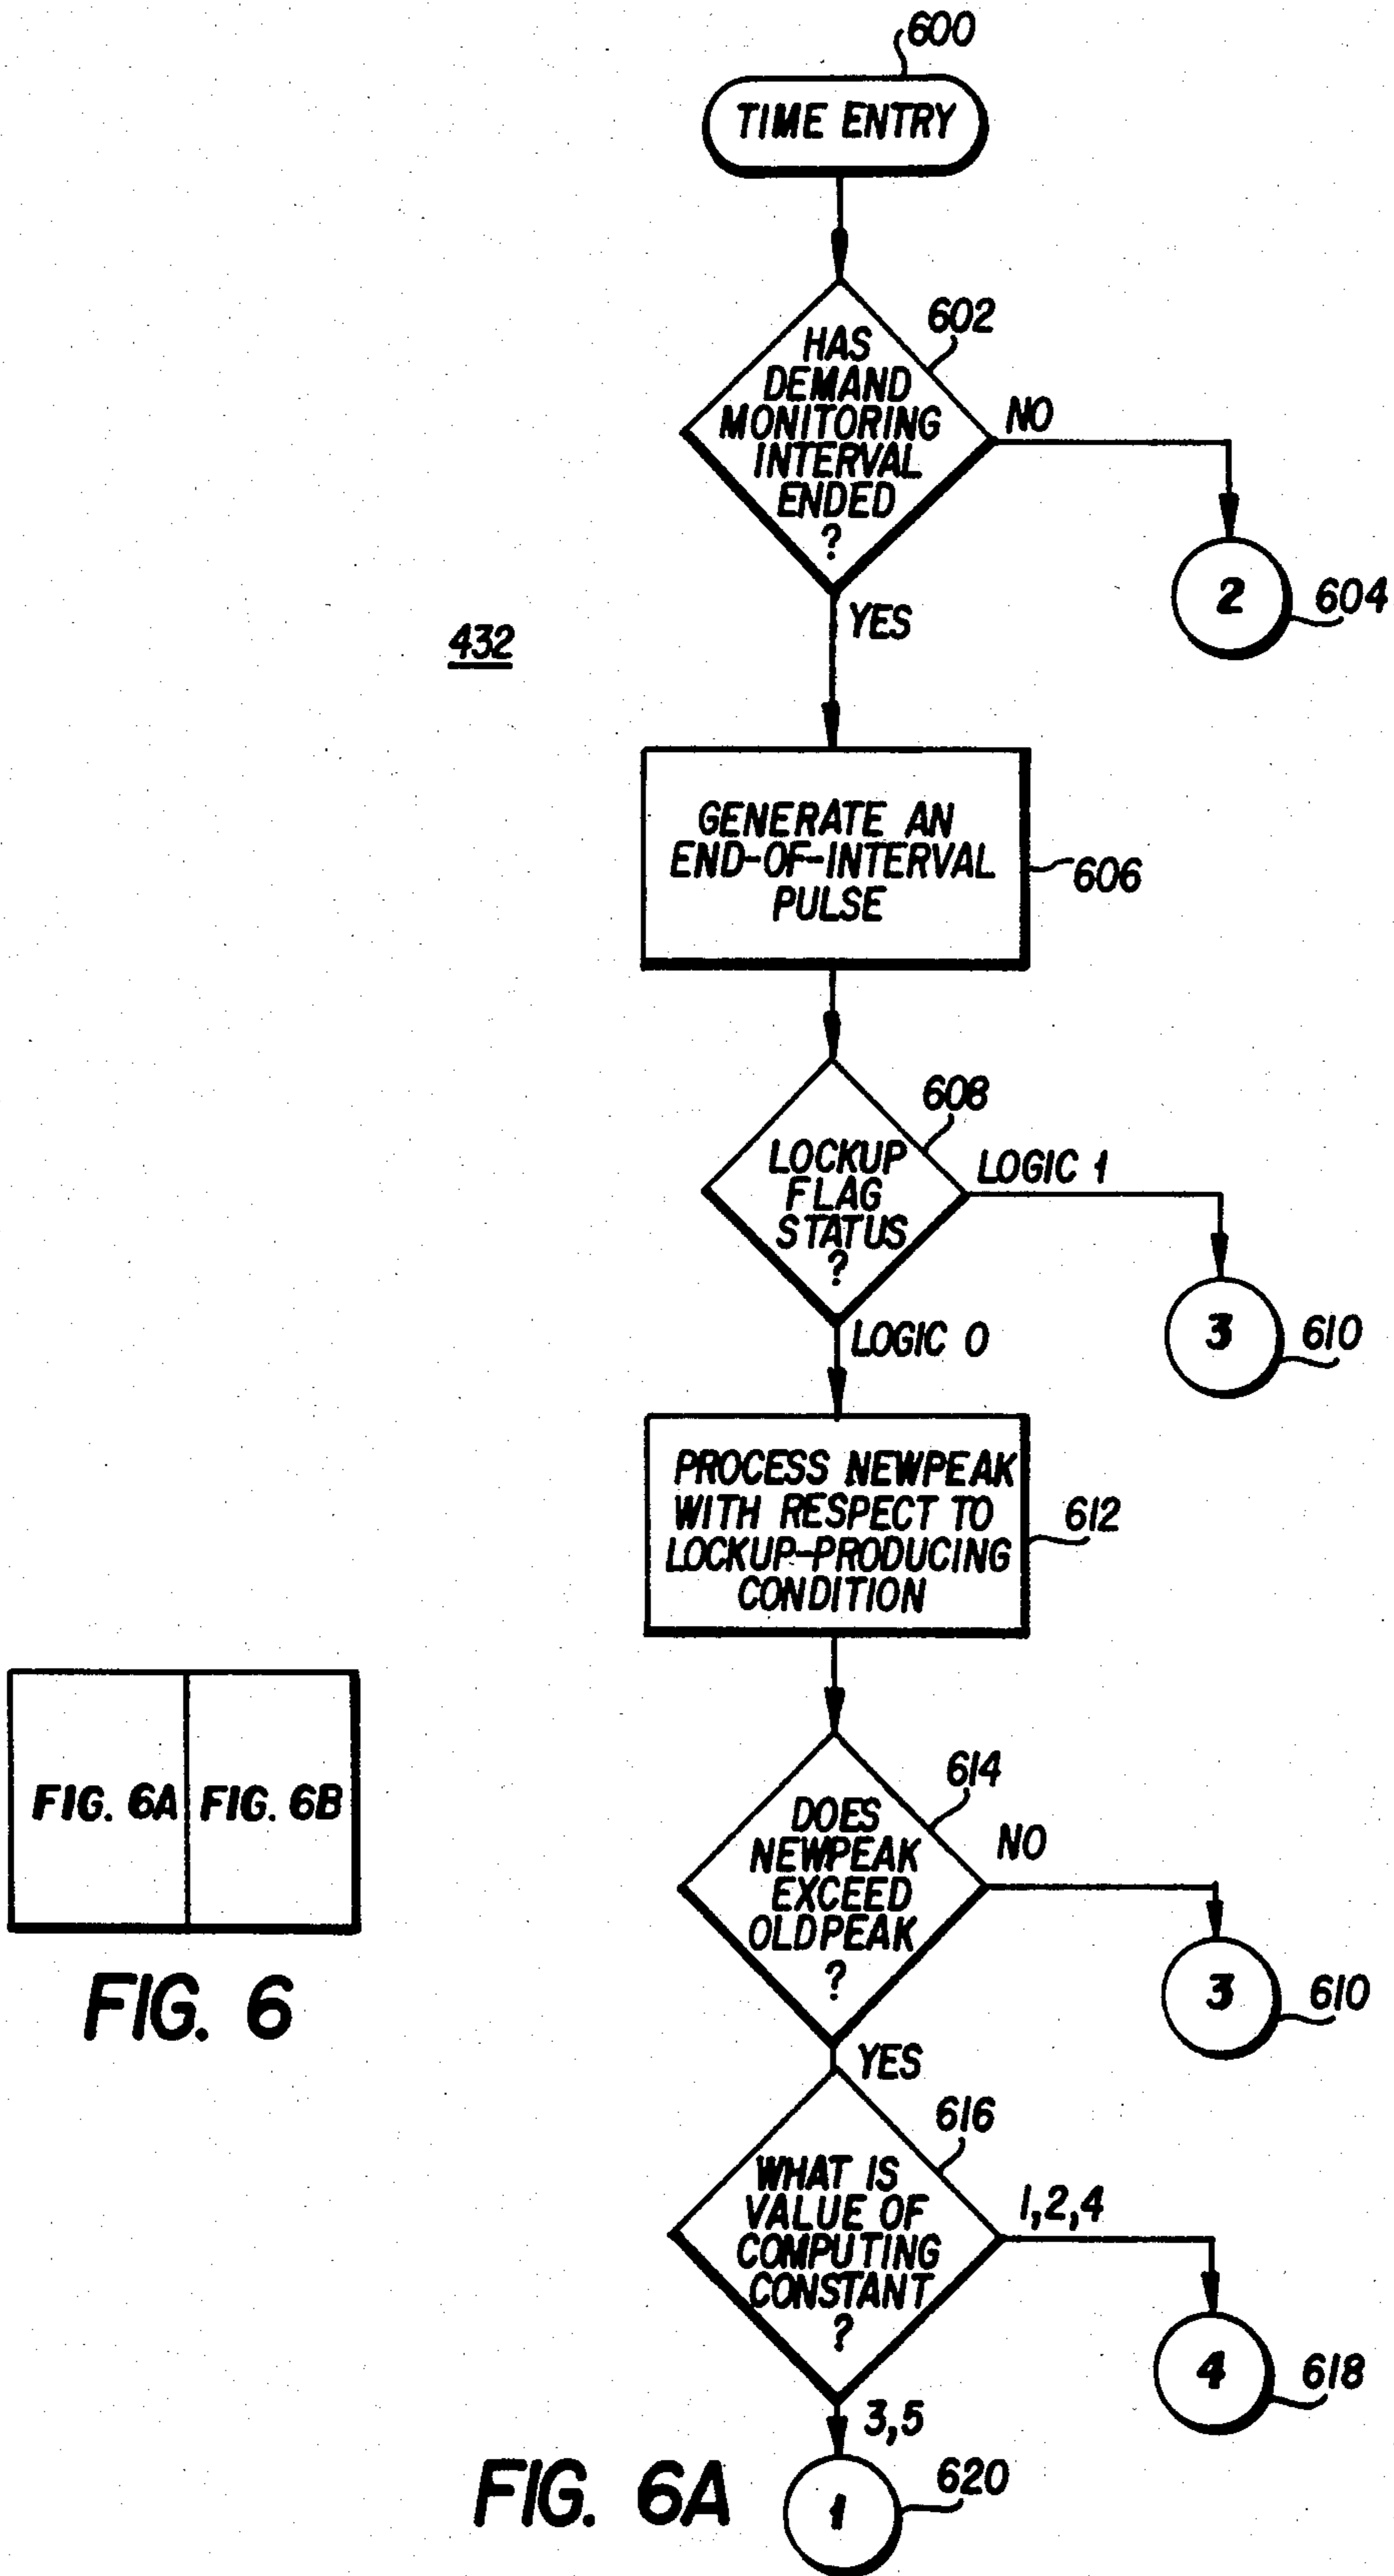 600
TIME ENTRY
602
HAS
DEMAND
MONITORING
INTERVAL
ENDED
?
NO
2
604
YES
432
GENERATE AN
END-OF-INTERVAL
PULSE
606
608
LOCKUP
FLAG
STATUS
?
LOGIC 1
3
610
LOGIC 0
PROCESS NEWPEAK
WITH RESPECT TO
LOCKUP-PRODUCING
CONDITION
612
614
DOES
NEWPEAK
EXCEED
OLDPEAK
?
NO
3
610
YES
FIG. 6A
FIG. 6B
FIG. 6
616
WHAT IS
VALUE OF
COMPUTING
CONSTANT
?
1,2,4
4
618
3,5
1
620
FIG. 6A